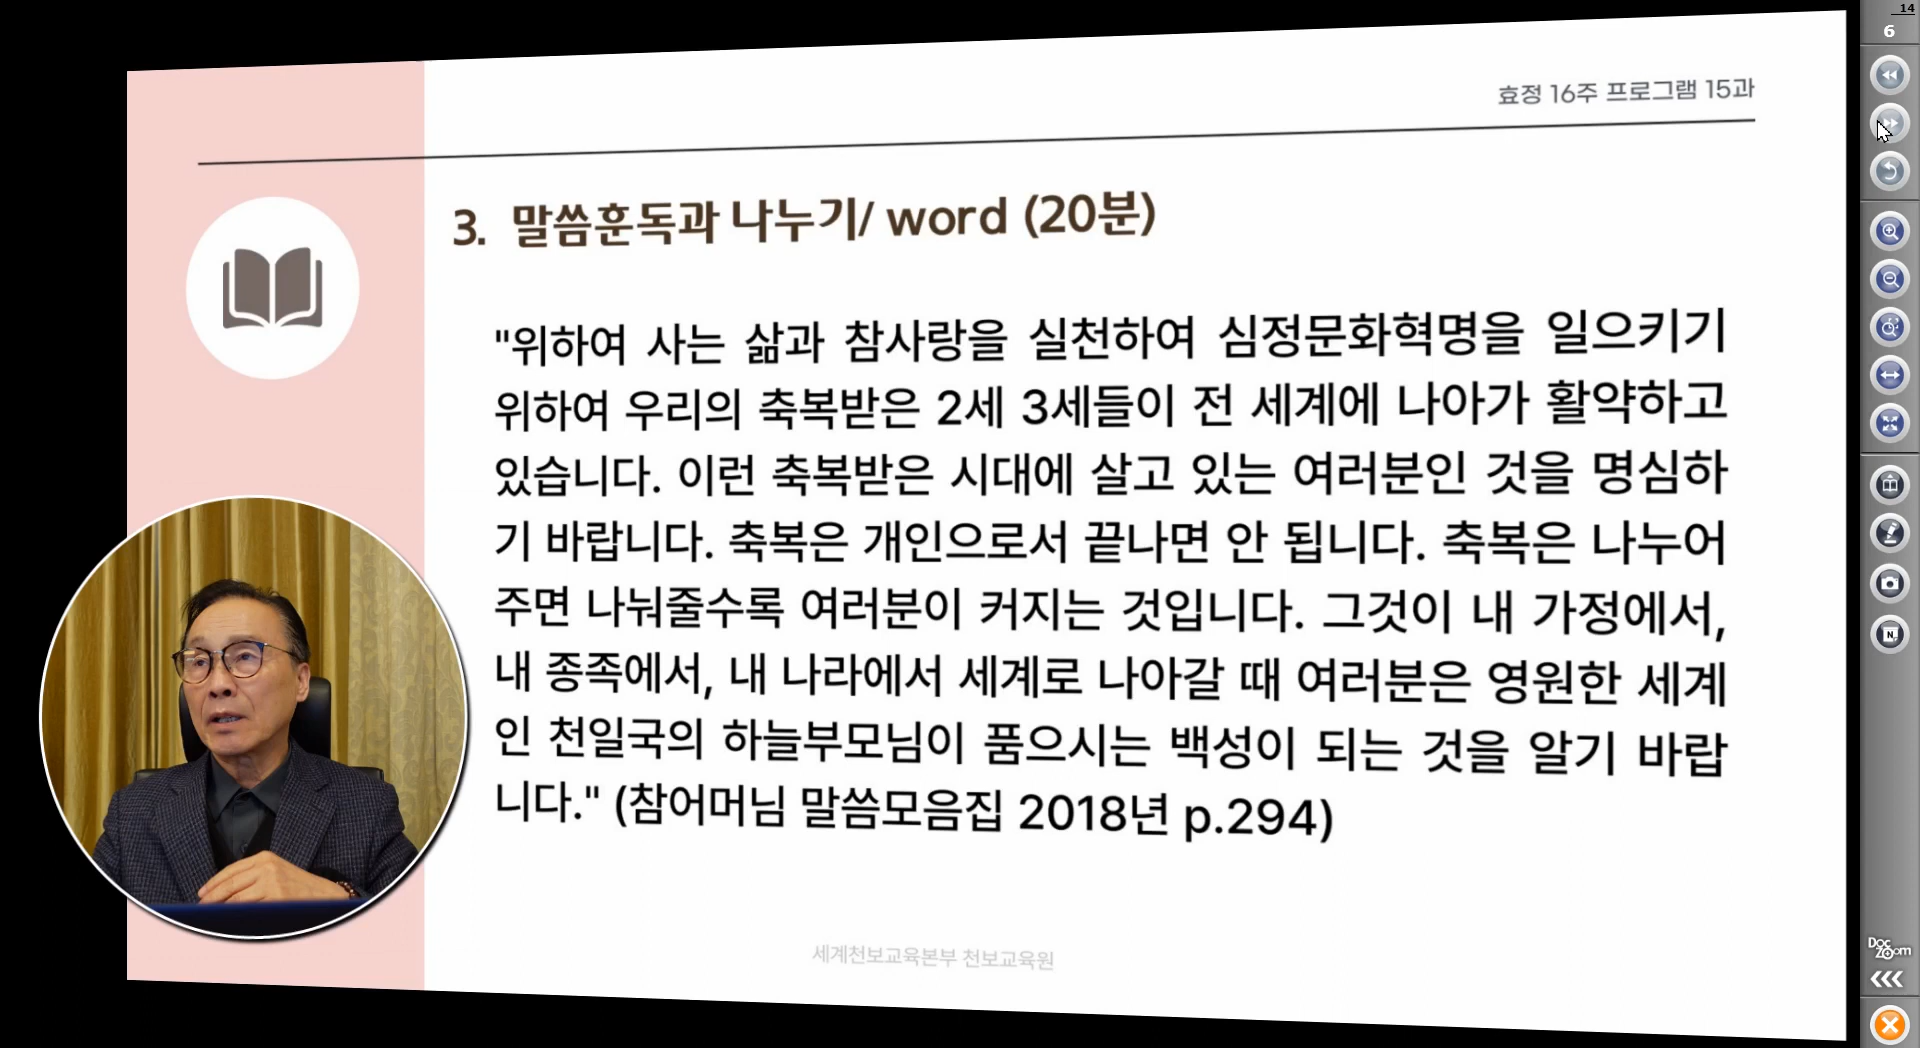 14
6
효정 16주 프로그램 15과
3. 말씀훈독과 나누기/ word (20분)
"위하여 사는 삶과 참사랑을 실천하여 심정문화혁명을 일으키기
위하여 우리의 축복받은 2세 3세들이 전 세계에 나아가 활약하고
있습니다. 이런 축복받은 시대에 살고 있는 여러분인 것을 명심하
기 바랍니다. 축복은 개인으로서 끝나면 안 됩니다. 축복은 나누어
주면 나눠줄수록 여러분이 커지는 것입니다. 그것이 내 가정에서,
내 종족에서, 내 나라에서 세계로 나아갈 때 여러분은 영원한 세계
인 천일국의 하늘부모님이 품으시는 백성이 되는 것을 알기 바랍
니다." (참어머님 말씀모음집 2018년 p.294)
세계천보교육본부 천보교육원
N
Doc
Zoom